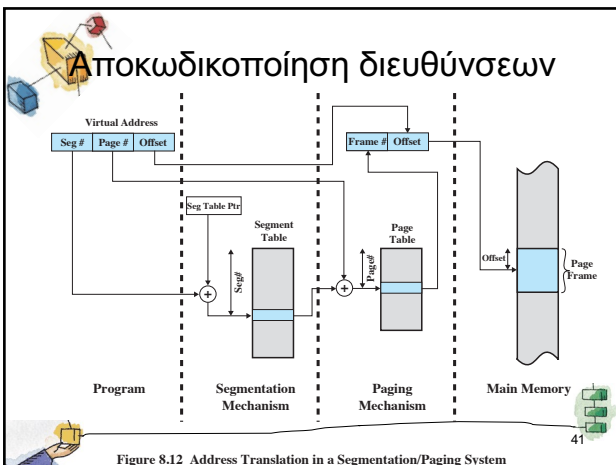 Αποκωδικοποίηση διευθύνσεων
Virtual Address
Seg # Page # Offset
Frame # Offset
Seg Table Ptr
Segment
Table
Page
Table
Seg#
Page#
Offset
Page
Frame
+
+
Program
Segmentation
Mechanism
Paging
Mechanism
Main Memory
41
Figure 8.12 Address Translation in a Segmentation/Paging System